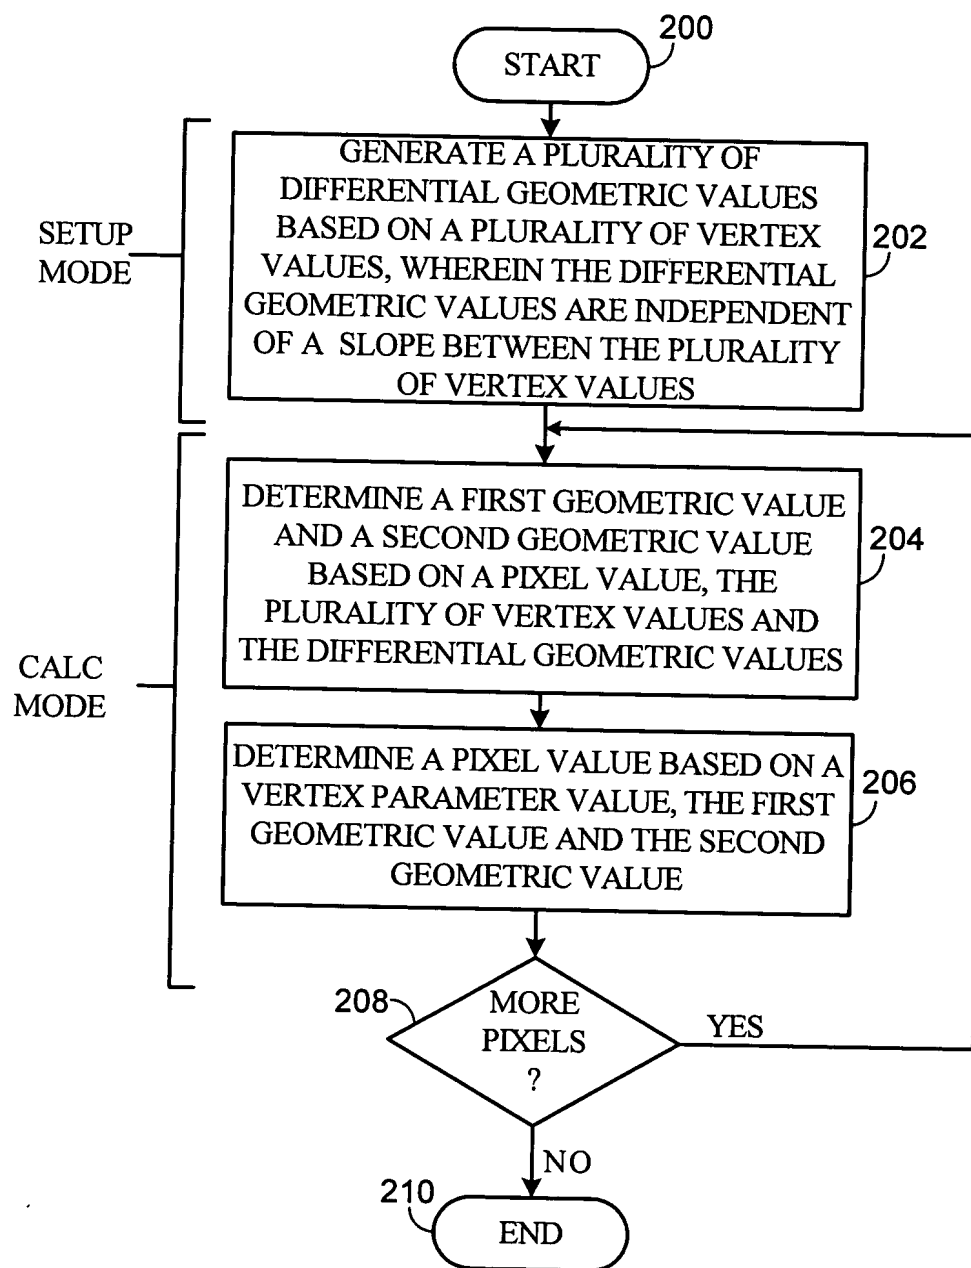 200
START
GENERATE A PLURALITY OF
DIFFERENTIAL GEOMETRIC VALUES
BASED ON A PLURALITY OF VERTEX
VALUES, WHEREIN THE DIFFERENTIAL
GEOMETRIC VALUES ARE INDEPENDENT
OF A SLOPE BETWEEN THE PLURALITY
OF VERTEX VALUES
202
SETUP
MODE
DETERMINE A FIRST GEOMETRIC VALUE
AND A SECOND GEOMETRIC VALUE
BASED ON A PIXEL VALUE, THE
PLURALITY OF VERTEX VALUES AND
THE DIFFERENTIAL GEOMETRIC VALUES
204
CALC
MODE
DETERMINE A PIXEL VALUE BASED ON A
VERTEX PARAMETER VALUE, THE FIRST
GEOMETRIC VALUE AND THE SECOND
GEOMETRIC VALUE
206
208
MORE
PIXELS
?
YES
NO
210
END